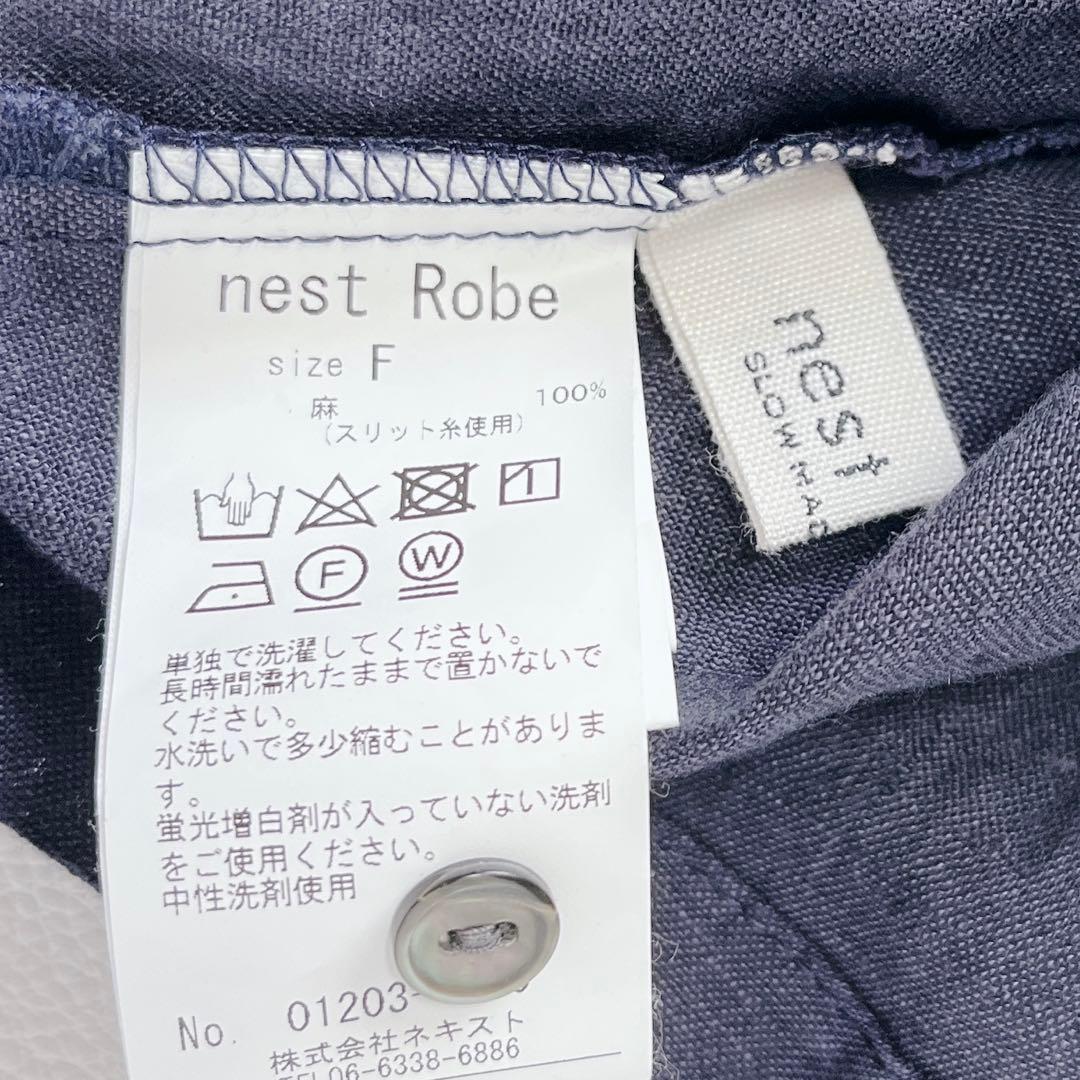 nest Robe
size F
麻 100%
(スリット糸使用)
F W
単独で洗濯してください。
長時間濡れたままで置かないで
ください。
水洗いで多少縮むことがありま
す。
蛍光増白剤が入っていない洗剤
をご使用ください。
中性洗剤使用
No. 01203-
株式会社ネキスト
TEL06-6338-6886
nest
SLOW MAD